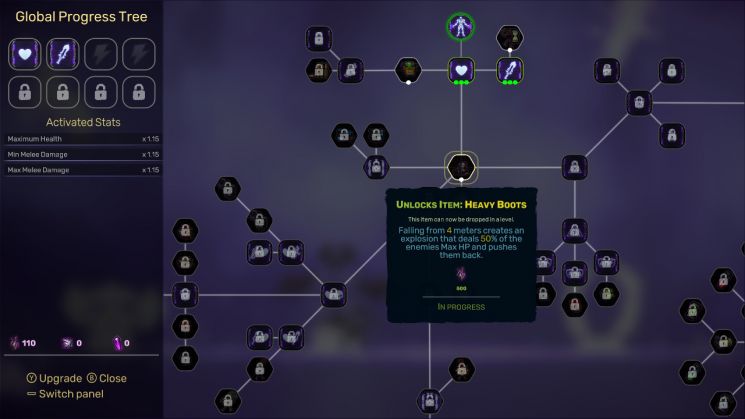 Global Progress Tree
Activated Stats
Maximum Health x 1.15
Min Melee Damage x 1.15
Max Melee Damage x 1.15
110 0 0
Y Upgrade B Close
Switch panel
Unlocks Item: Heavy Boots
This item can now be dropped in a level.
Falling from 4 meters creates an
explosion that deals 50% of the
enemies Max HP and pushes
them back.
500
In progress